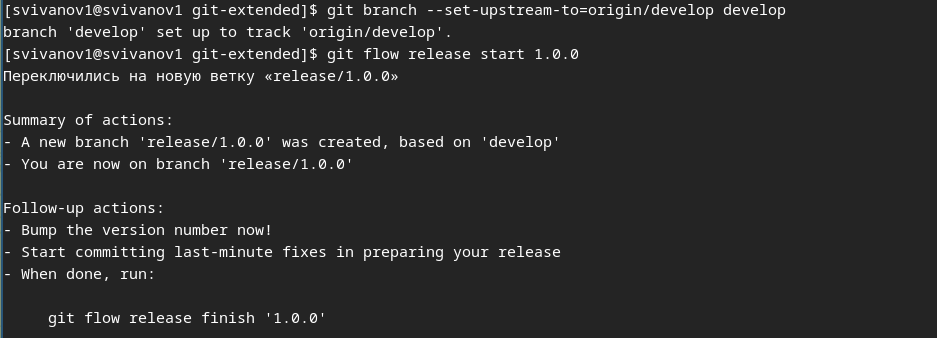 [svivanov1@svivanov1 git-extended]$ git branch --set-upstream-to=origin/develop develop
branch 'develop' set up to track 'origin/develop'.
[svivanov1@svivanov1 git-extended]$ git flow release start 1.0.0
Переключились на новую ветку «release/1.0.0»
Summary of actions:
- A new branch 'release/1.0.0' was created, based on 'develop'
- You are now on branch 'release/1.0.0'
Follow-up actions:
- Bump the version number now!
- Start committing last-minute fixes in preparing your release
- When done, run:
git flow release finish '1.0.0'